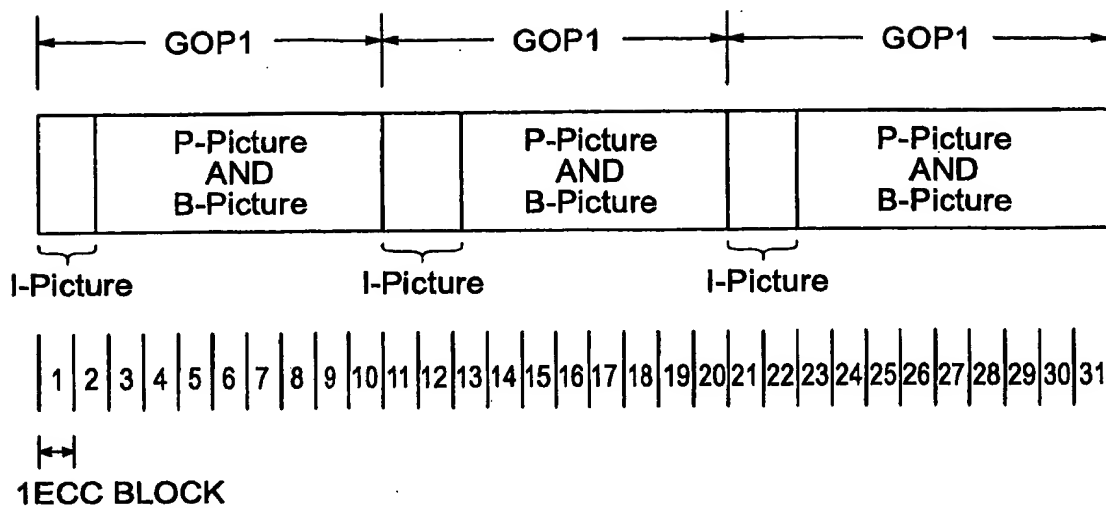 GOP1 GOP1 GOP1
P-Picture P-Picture P-Picture
AND AND AND
B-Picture B-Picture B-Picture
I-Picture I-Picture I-Picture
1 2 3 4 5 6 7 8 9 10 11 12 13 14 15 16 17 18 19 20 21 22 23 24 25 26 27 28 29 30 31
1ECC BLOCK